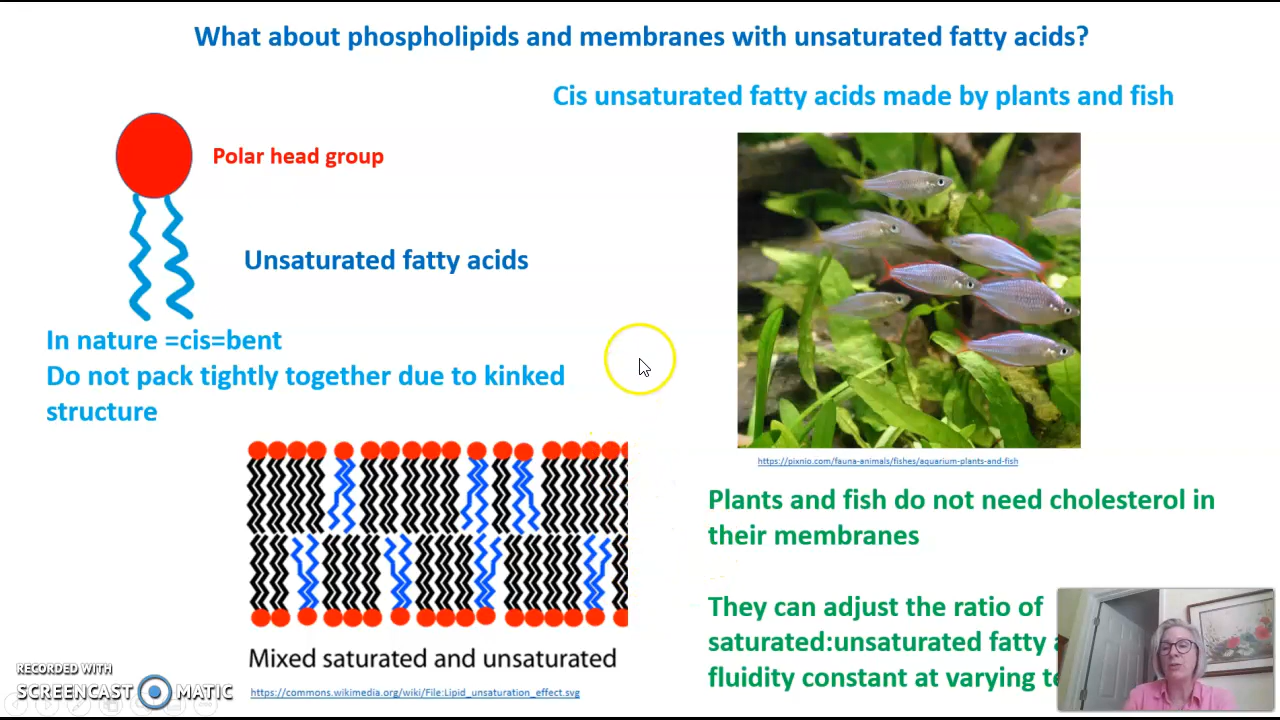 What about phospholipids and membranes with unsaturated fatty acids?
Cis unsaturated fatty acids made by plants and fish
Polar head group
Unsaturated fatty acids
In nature =cis=bent
Do not pack tightly together due to kinked
structure
https://pixnio.com/fauna-animals/fishes/aquarium-plants-and-fish
Plants and fish do not need cholesterol in
their membranes
They can adjust the ratio of
saturated:unsaturated fatty
fluidity constant at varying
Mixed saturated and unsaturated
https://commons.wikimedia.org/wiki/File:Lipid_unsaturation_effect.svg
RECORDED WITH
SCREENCAST MATIC